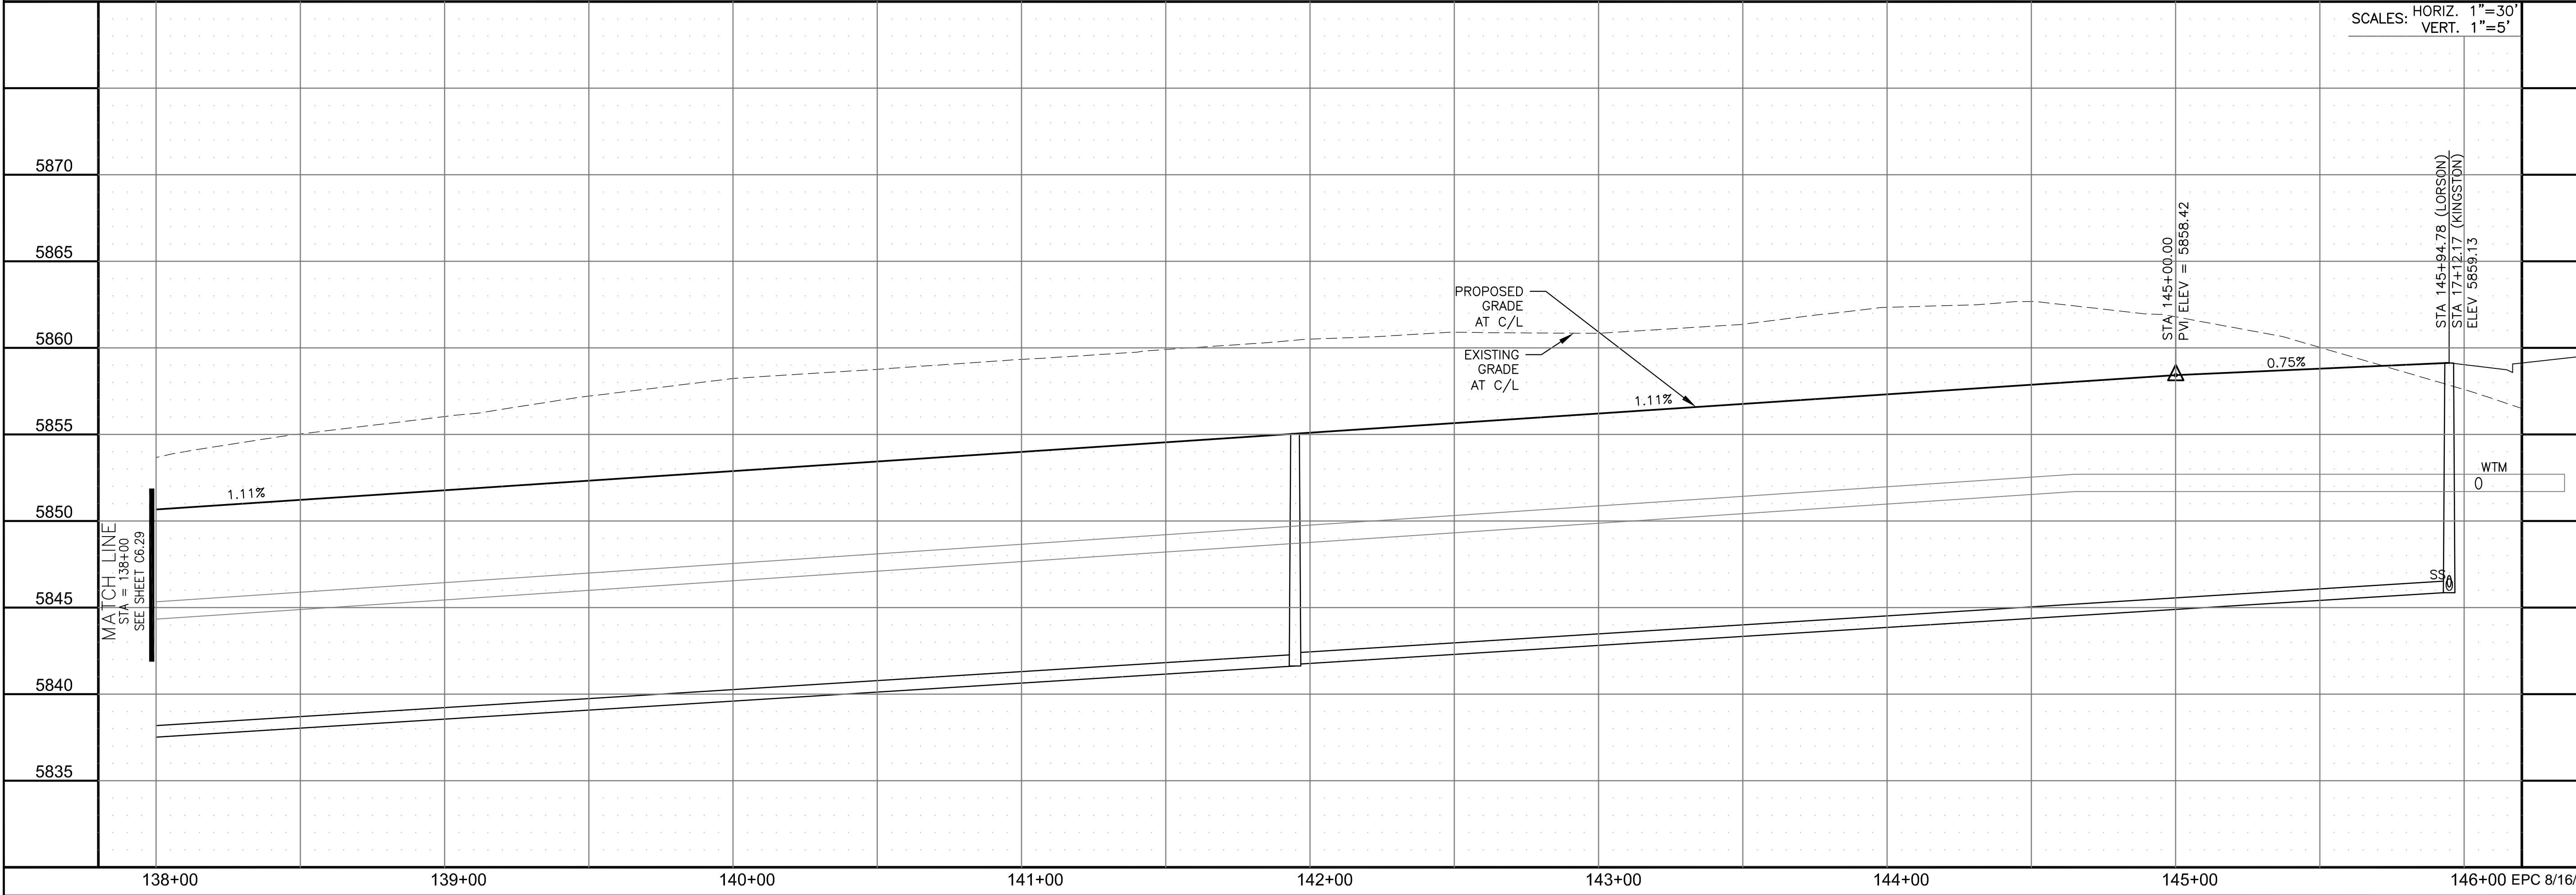 SCALES: HORIZ. 1"=30'
VERT. 1"=5'
5870
5865
5860
5855
5850
5845
5840
5835
MATCH LINE
STA = 138+00
SEE SHEET C6.29
1.11%
PROPOSED
GRADE
AT C/L
EXISTING
GRADE
AT C/L
1.11%
STA 145+00.00
PVI ELEV = 5858.42
0.75%
STA 145+94.78 (LORSON)
STA 17+12.17 (KINGSTON)
ELEV 5859.13
WTM
SS
138+00
139+00
140+00
141+00
142+00
143+00
144+00
145+00
146+00
EPC 8/16/